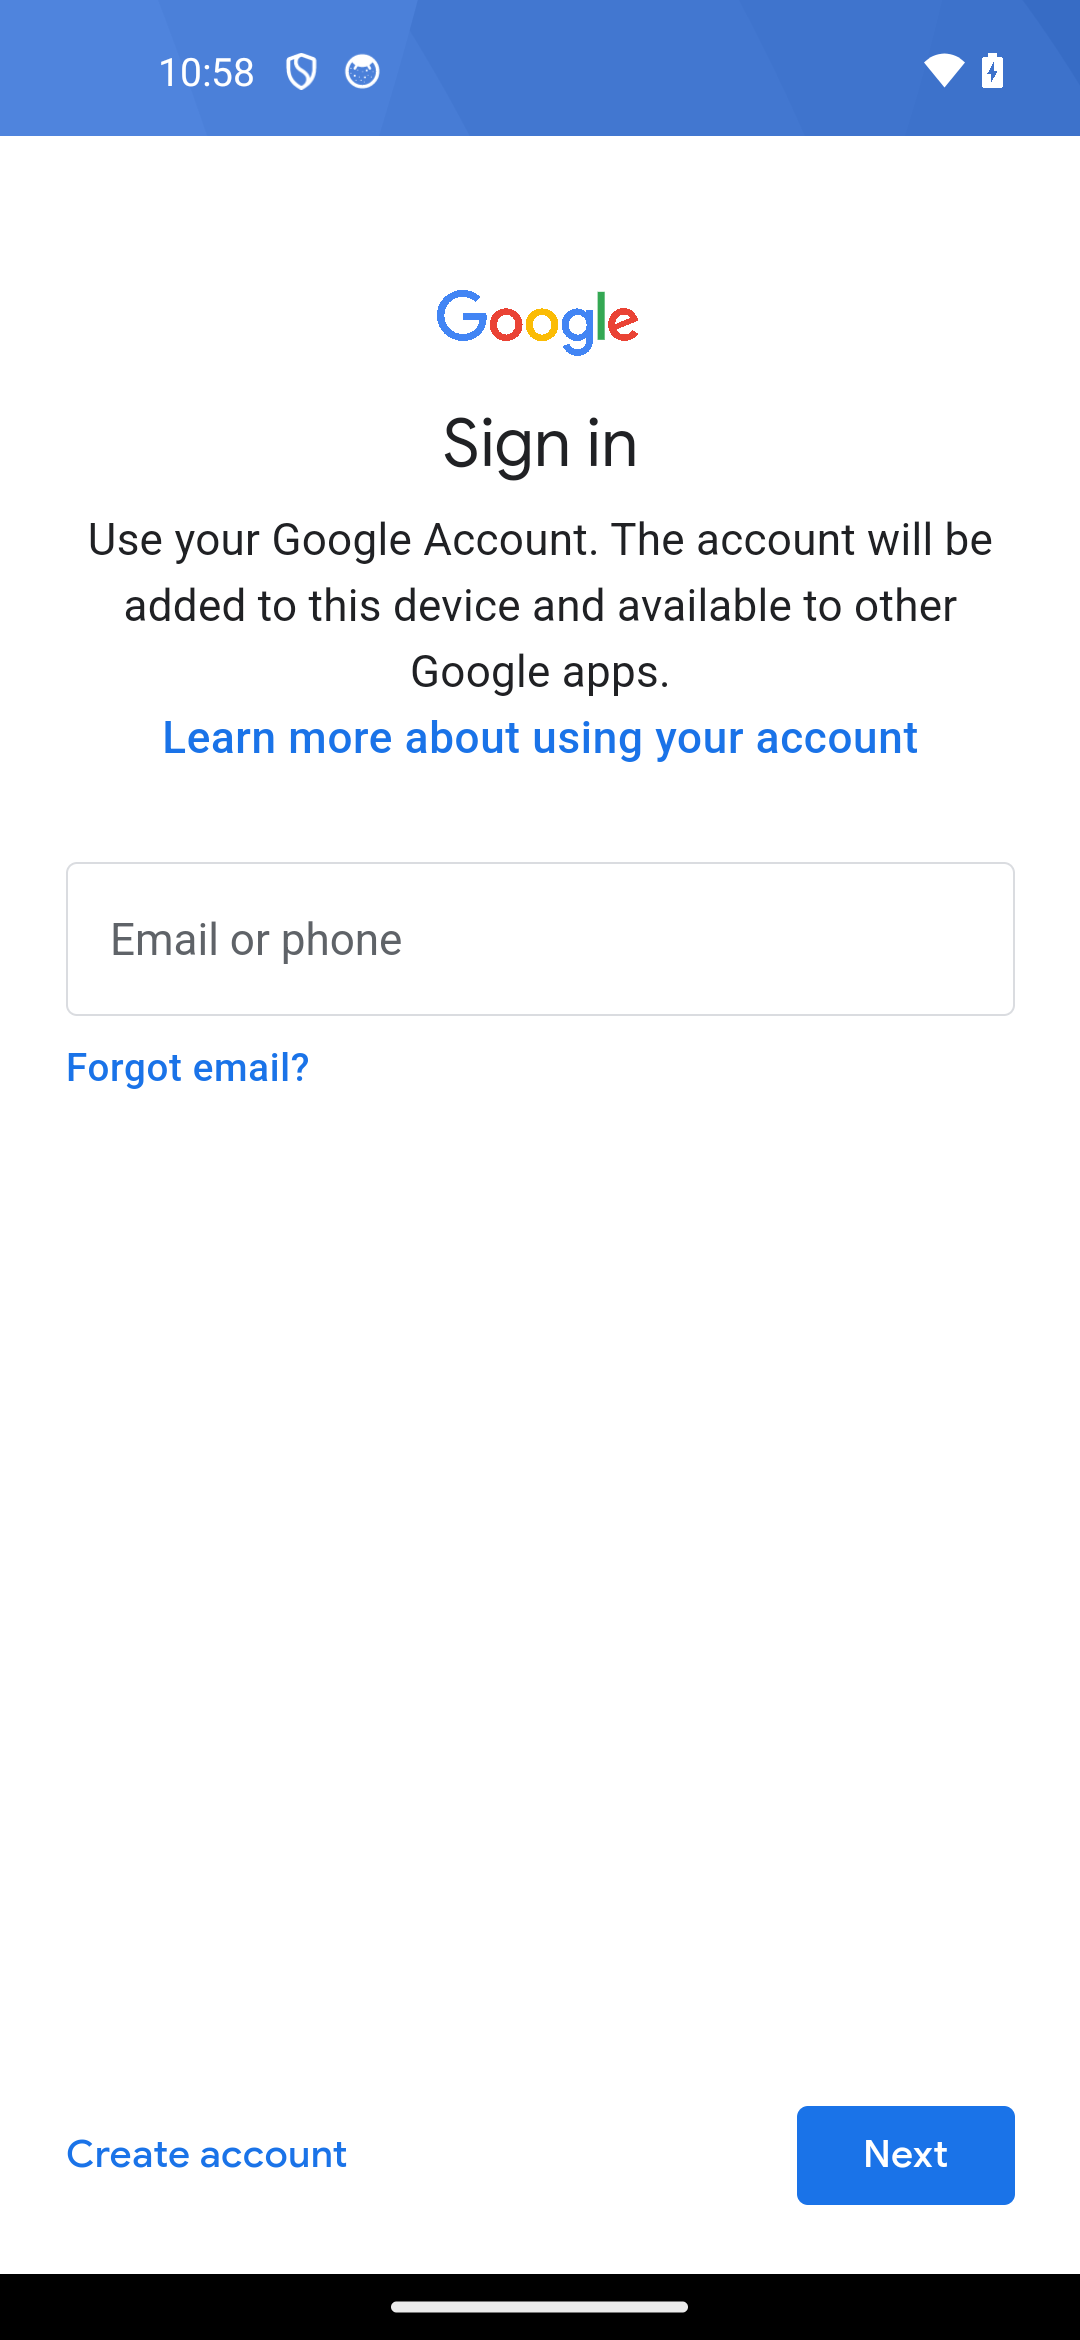 10:58
Google
Sign in
Use your Google Account. The account will be
added to this device and available to other
Google apps.
Learn more about using your account
Email or phone
Forgot email?
Create account
Next